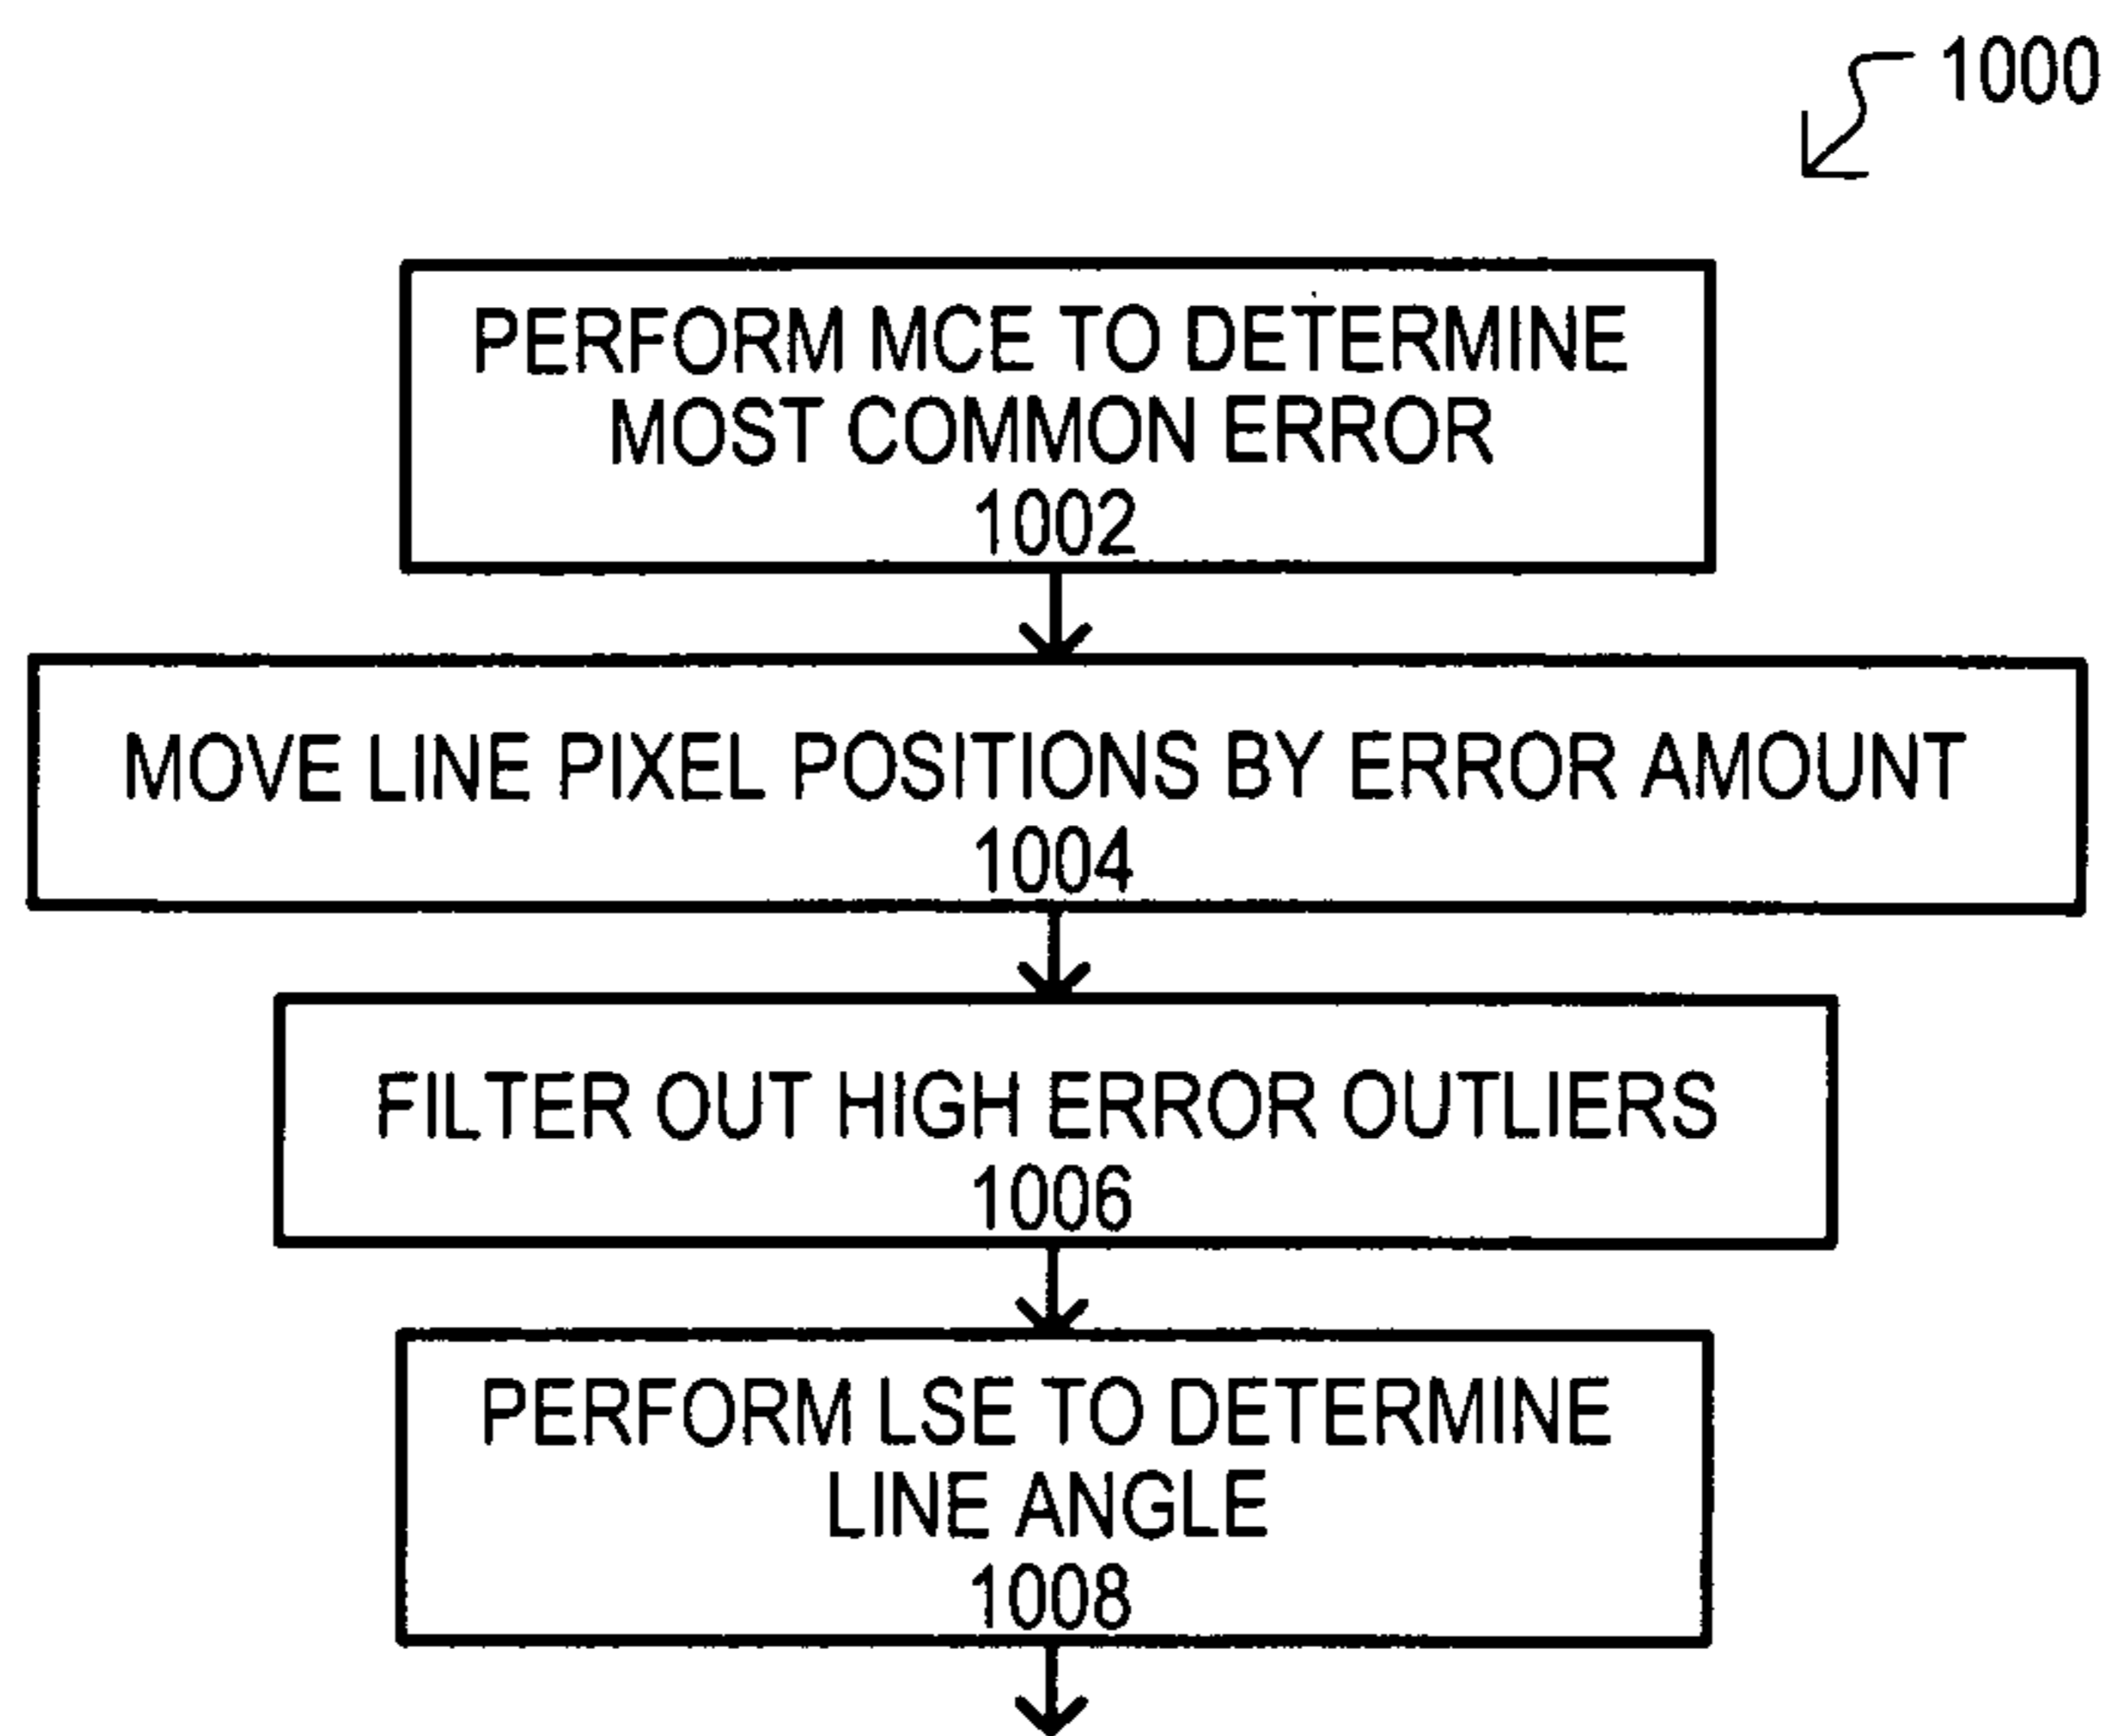 1000
PERFORM MCE TO DETERMINE
MOST COMMON ERROR
1002
MOVE LINE PIXEL POSITIONS BY ERROR AMOUNT
1004
FILTER OUT HIGH ERROR OUTLIERS
1006
PERFORM LSE TO DETERMINE
LINE ANGLE
1008